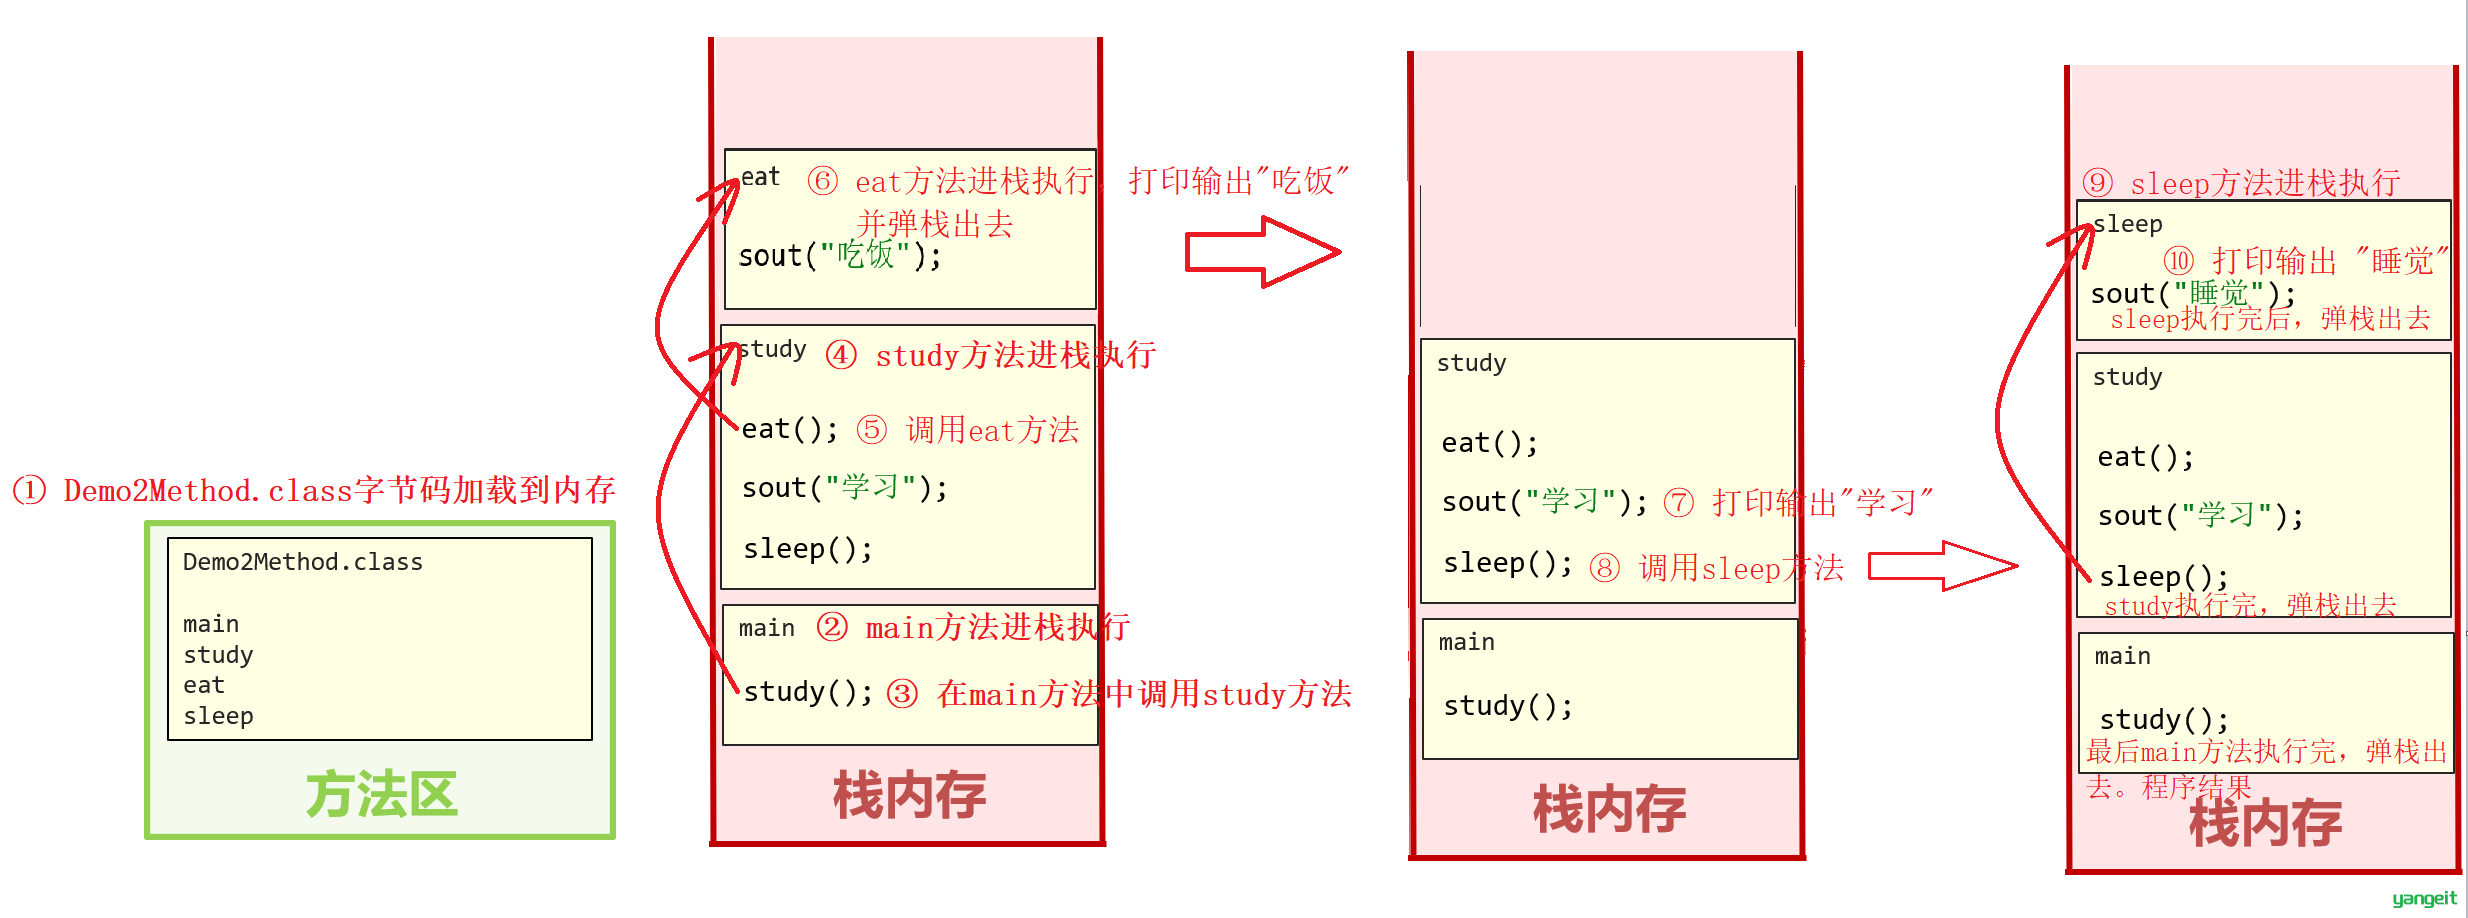 ① Demo2Method.class字节码加载到内存
Demo2Method.class
main
study
eat
sleep
方法区
eat
⑥ eat方法进栈执行，打印输出"吃饭"
并弹栈出去
sout("吃饭");
study
④ study方法进栈执行
eat();
⑤ 调用eat方法
sout("学习");
sleep();
main
② main方法进栈执行
study();
③ 在main方法中调用study方法
栈内存
study
eat();
sout("学习");
⑦ 打印输出"学习"
sleep();
⑧ 调用sleep方法
main
study();
栈内存
⑨ sleep方法进栈执行
sleep
⑩ 打印输出 "睡觉"
sout("睡觉");
sleep执行完后，弹栈出去
study
eat();
sout("学习");
sleep();
study执行完，弹栈出去
main
study();
最后main方法执行完，弹栈出
去。程序结果
栈内存
yangeit